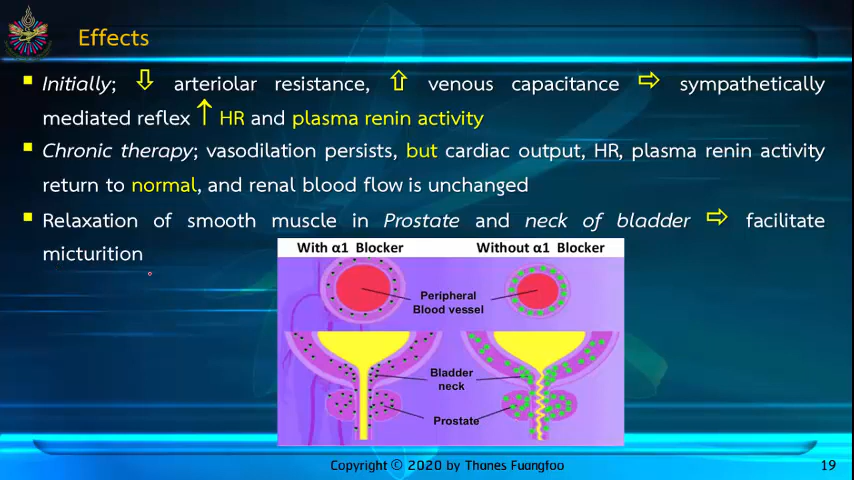 Effects
Initially; ⇩ arteriolar resistance, ⇧ venous capacitance ⇨ sympathetically
mediated reflex ↑ HR and plasma renin activity
Chronic therapy; vasodilation persists, but cardiac output, HR, plasma renin activity
return to normal, and renal blood flow is unchanged
Relaxation of smooth muscle in Prostate and neck of bladder ⇨ facilitate
micturition
With α1 Blocker
Without α1 Blocker
Peripheral
Blood vessel
Bladder
neck
Prostate
Copyright © 2020 by Thanes Fuangfoo
19